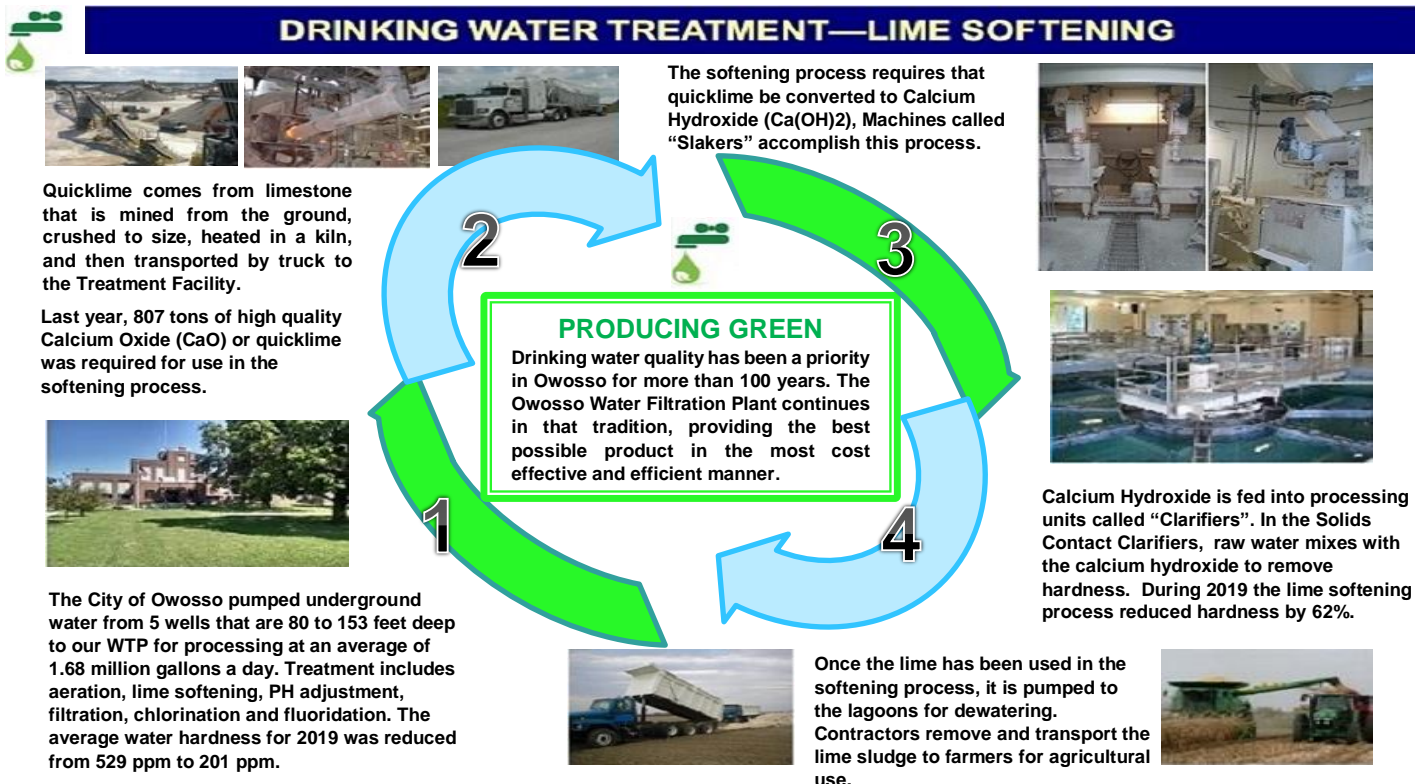 DRINKING WATER TREATMENT—LIME SOFTENING
The City of Owosso pumped underground
water from 5 wells that are 80 to 153 feet deep
to our WTP for processing at an average of
1.68 million gallons a day. Treatment includes
aeration, lime softening, PH adjustment,
filtration, chlorination and fluoridation. The
average water hardness for 2019 was reduced
from 529 ppm to 201 ppm.
1
Quicklime comes from limestone
that is mined from the ground,
crushed to size, heated in a kiln,
and then transported by truck to
the Treatment Facility.
Last year, 807 tons of high quality
Calcium Oxide (CaO) or quicklime
was required for use in the
softening process.
2
The softening process requires that
quicklime be converted to Calcium
Hydroxide (Ca(OH)2), Machines called
“Slakers” accomplish this process.
3
PRODUCING GREEN
Drinking water quality has been a priority
in Owosso for more than 100 years. The
Owosso Water Filtration Plant continues
in that tradition, providing the best
possible product in the most cost
effective and efficient manner.
Calcium Hydroxide is fed into processing
units called “Clarifiers”. In the Solids
Contact Clarifiers, raw water mixes with
the calcium hydroxide to remove
hardness. During 2019 the lime softening
process reduced hardness by 62%.
4
Once the lime has been used in the
softening process, it is pumped to
the lagoons for dewatering.
Contractors remove and transport the
lime sludge to farmers for agricultural
use.